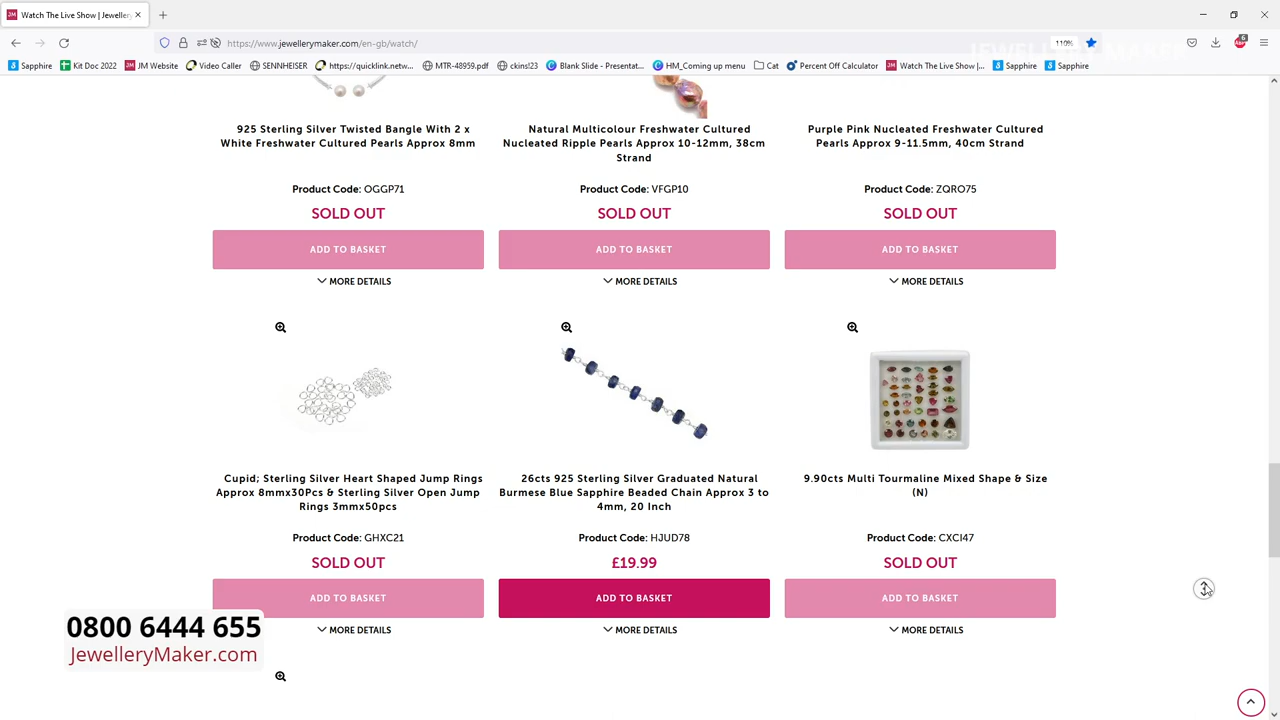 Watch The Live Show | Jewellery
https://www.jewellerymaker.com/en-gb/watch/
110%
6
JEWELLERY MAKER
Sapphire
Kit Doc 2022
JM Website
Video Caller
SENNHEISER
https://quicklink.netw...
MTR-48959.pdf
ckins!23
Blank Slide - Presentat...
HM_Coming up menu
Cat
Percent Off Calculator
Watch The Live Show |...
Sapphire
Sapphire
925 Sterling Silver Twisted Bangle With 2 x
White Freshwater Cultured Pearls Approx 8mm
Product Code: OGGP71
SOLD OUT
ADD TO BASKET
MORE DETAILS
Natural Multicolour Freshwater Cultured
Nucleated Ripple Pearls Approx 10-12mm, 38cm
Strand
Product Code: VFGP10
SOLD OUT
ADD TO BASKET
MORE DETAILS
Purple Pink Nucleated Freshwater Cultured
Pearls Approx 9-11.5mm, 40cm Strand
Product Code: ZQRO75
SOLD OUT
ADD TO BASKET
MORE DETAILS
Cupid; Sterling Silver Heart Shaped Jump Rings
Approx 8mmx30Pcs & Sterling Silver Open Jump
Rings 3mmx50pcs
Product Code: GHXC21
SOLD OUT
ADD TO BASKET
MORE DETAILS
26cts 925 Sterling Silver Graduated Natural
Burmese Blue Sapphire Beaded Chain Approx 3 to
4mm, 20 Inch
Product Code: HJUD78
£19.99
ADD TO BASKET
MORE DETAILS
9.90cts Multi Tourmaline Mixed Shape & Size
(N)
Product Code: CXCI47
SOLD OUT
ADD TO BASKET
MORE DETAILS
0800 6444 655
JewelleryMaker.com